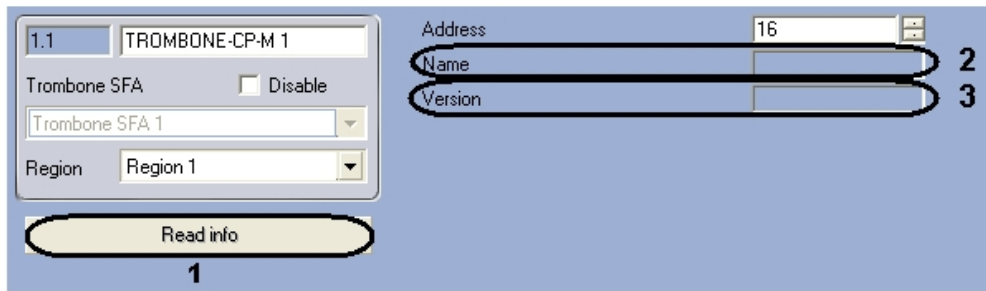 1.1 TROMBONE-CP-M 1
Trombone SFA Disable
Trombone SFA 1
Region Region 1
Read info
1
Address 16
Name 2
Version 3